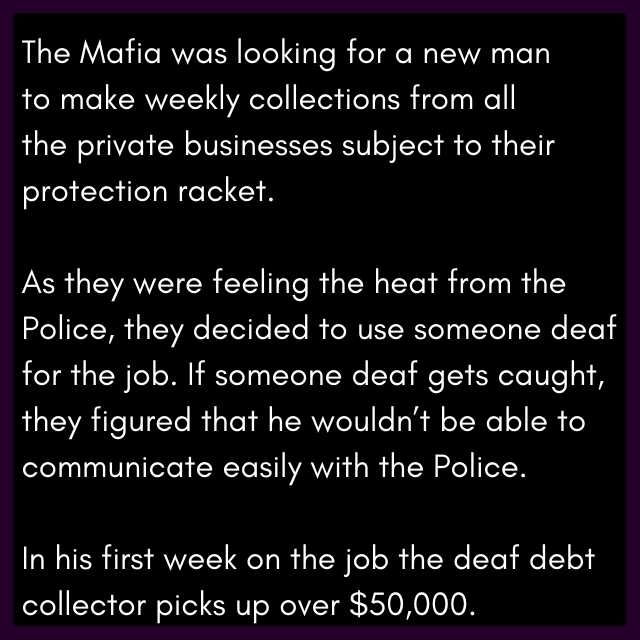 The Mafia was looking for a new man
to make weekly collections from all
the private businesses subject to their
protection racket.
As they were feeling the heat from the
Police, they decided to use someone deaf
for the job. If someone deaf gets caught,
they figured that he wouldn't be able to
communicate easily with the Police.
In his first week on the job the deaf debt
collector picks up over $50,000.